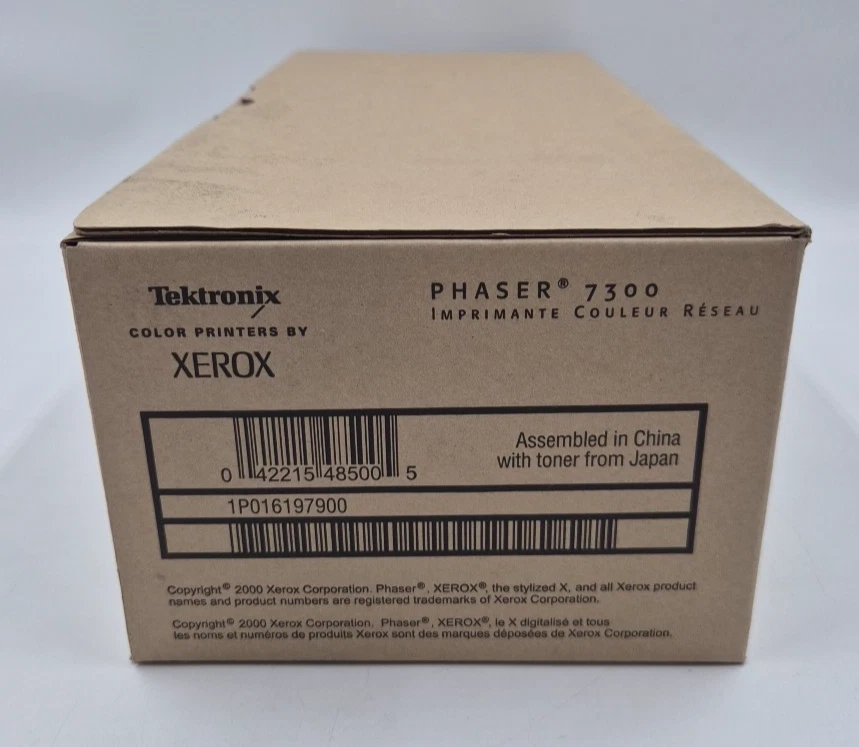 Tektronix
COLOR PRINTERS BY
XEROX
PHASER® 7300
IMPRIMANTE COULEUR RÉSEAU
0 42215 48500 5
Assembled in China
with toner from Japan
1P016197900
Copyright® 2000 Xerox Corporation. Phaser®, XEROX®, the stylized X, and all Xerox product
names and product numbers are registered trademarks of Xerox Corporation.
Copyright® 2000 Xerox Corporation. Phaser®, XEROX®, le X digitalisé et tous
les noms et numéros de produits Xerox sont des marques déposées de Xerox Corporation.